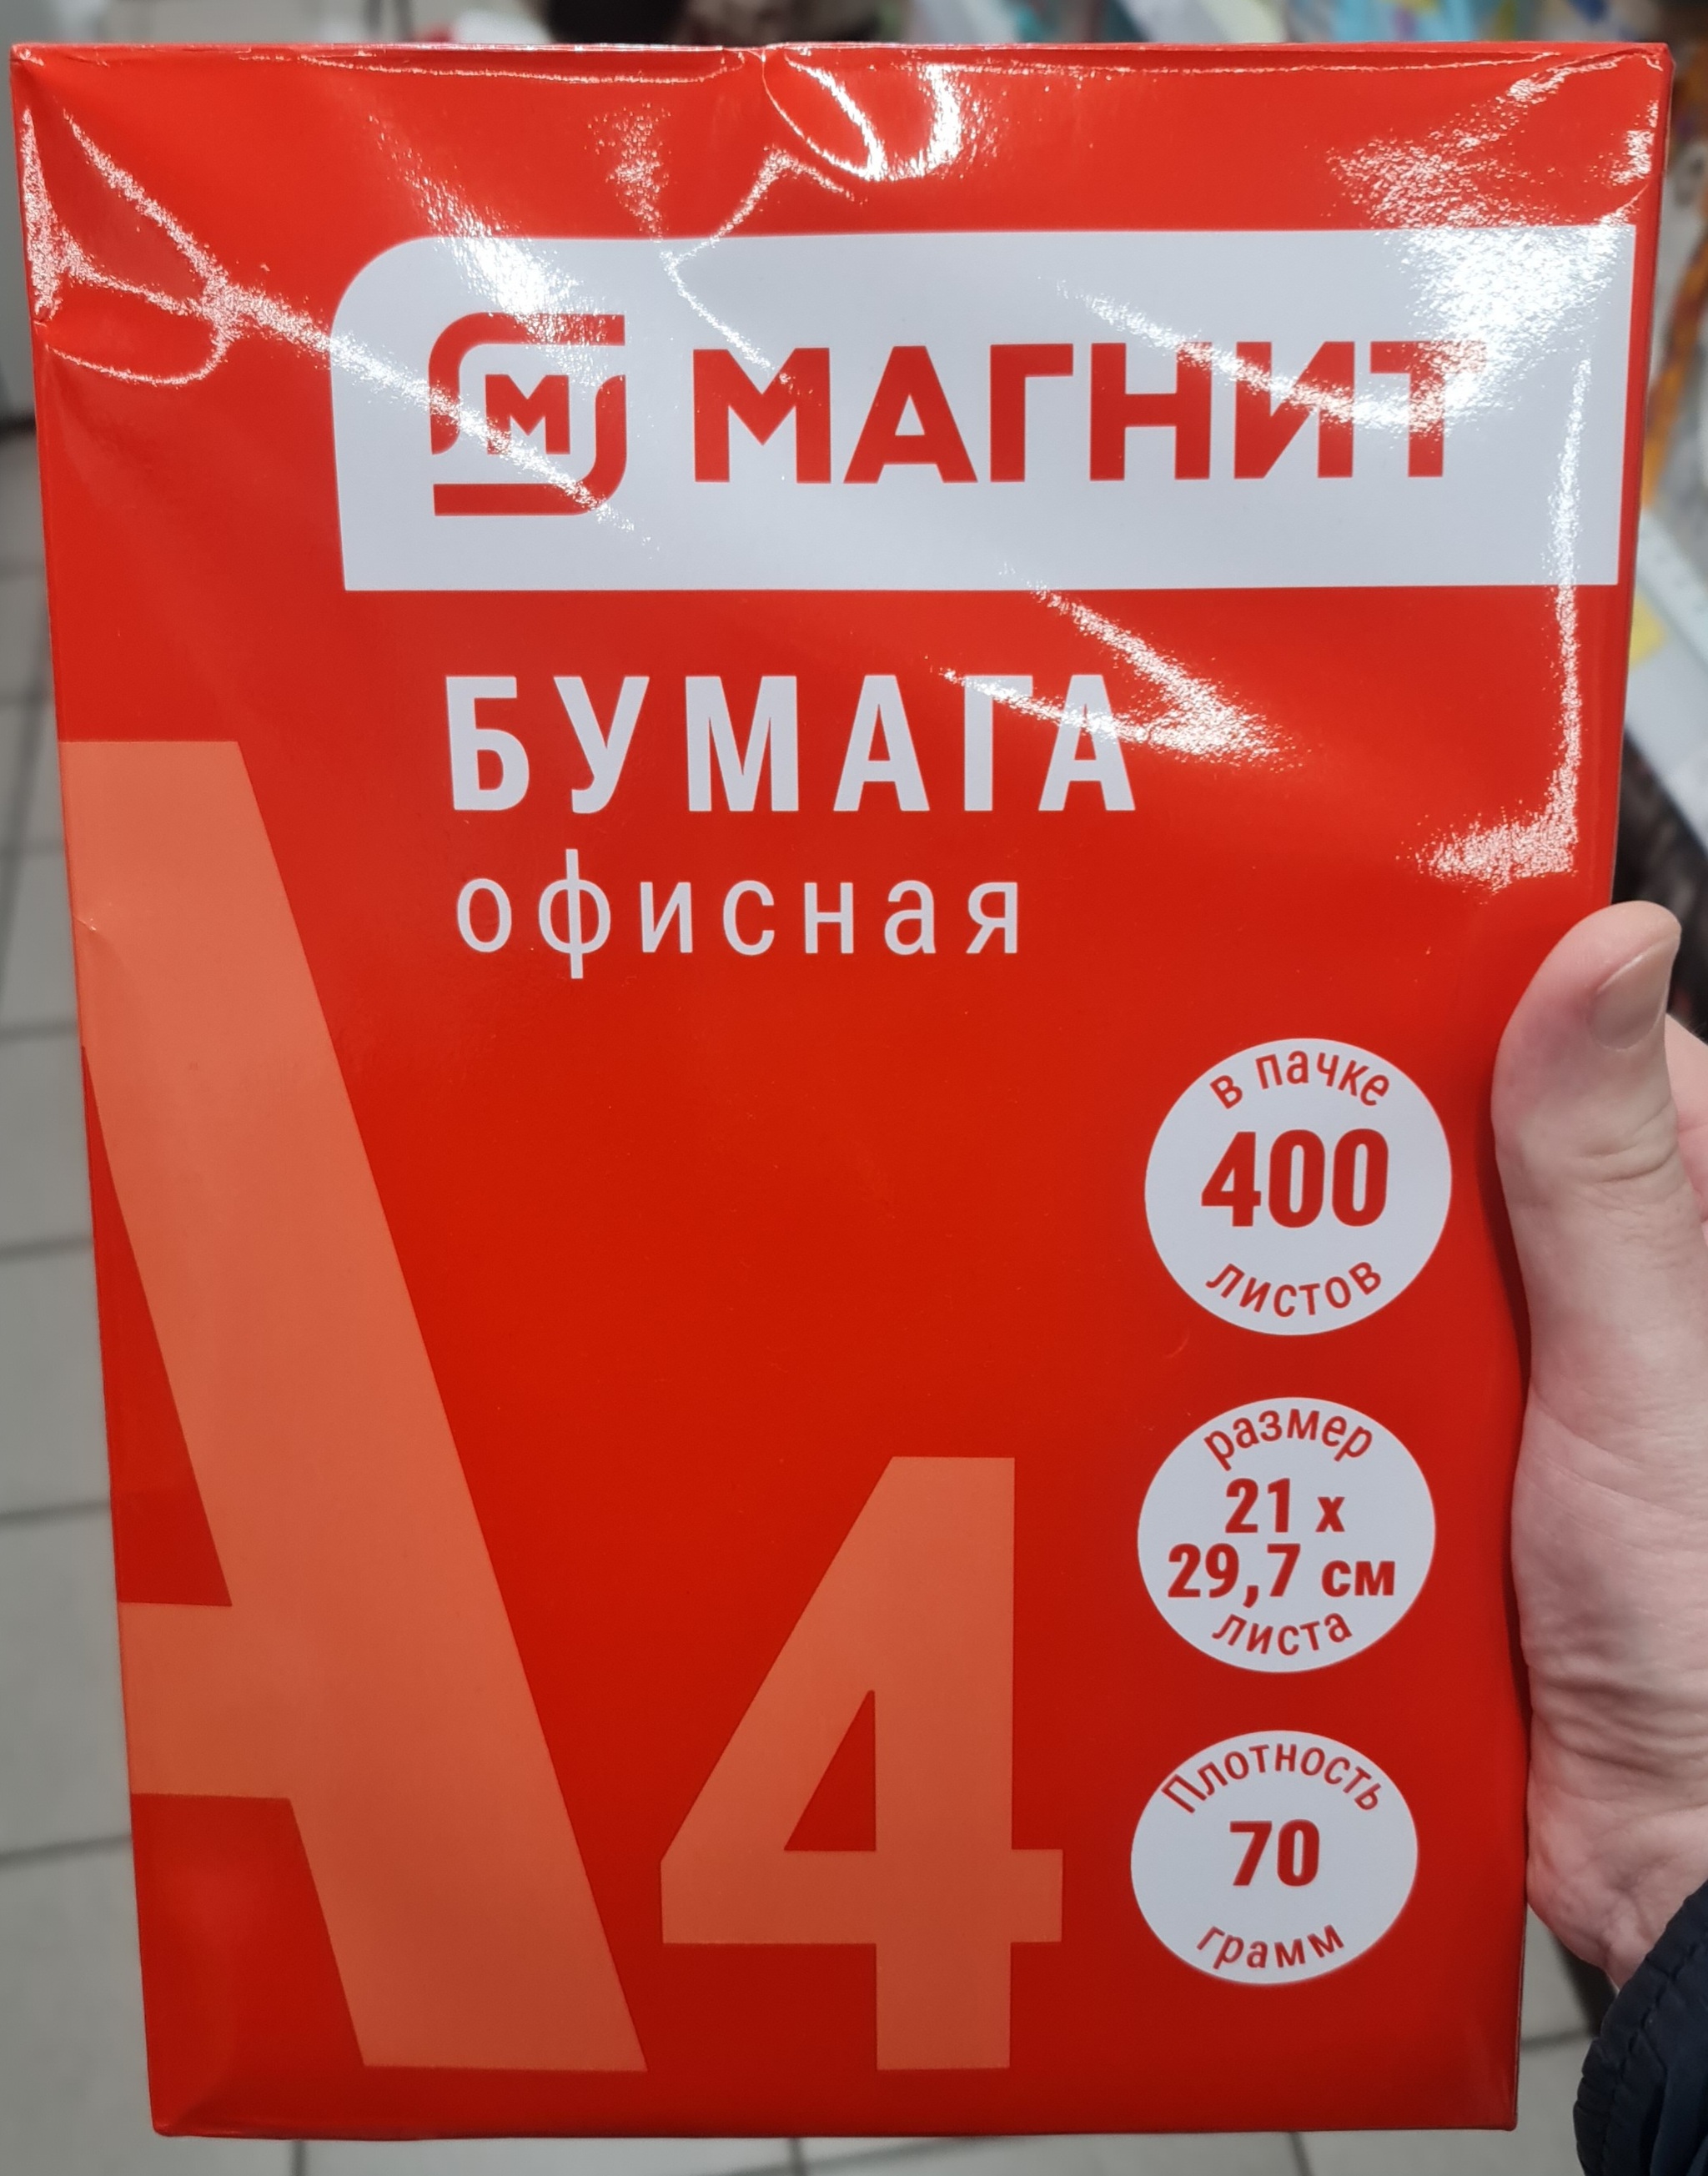 М МАГНИТ
БУМАГА
офисная
в пачке
400
листов
размер
21 х
29,7 см
листа
Плотность
70
грамм
А4